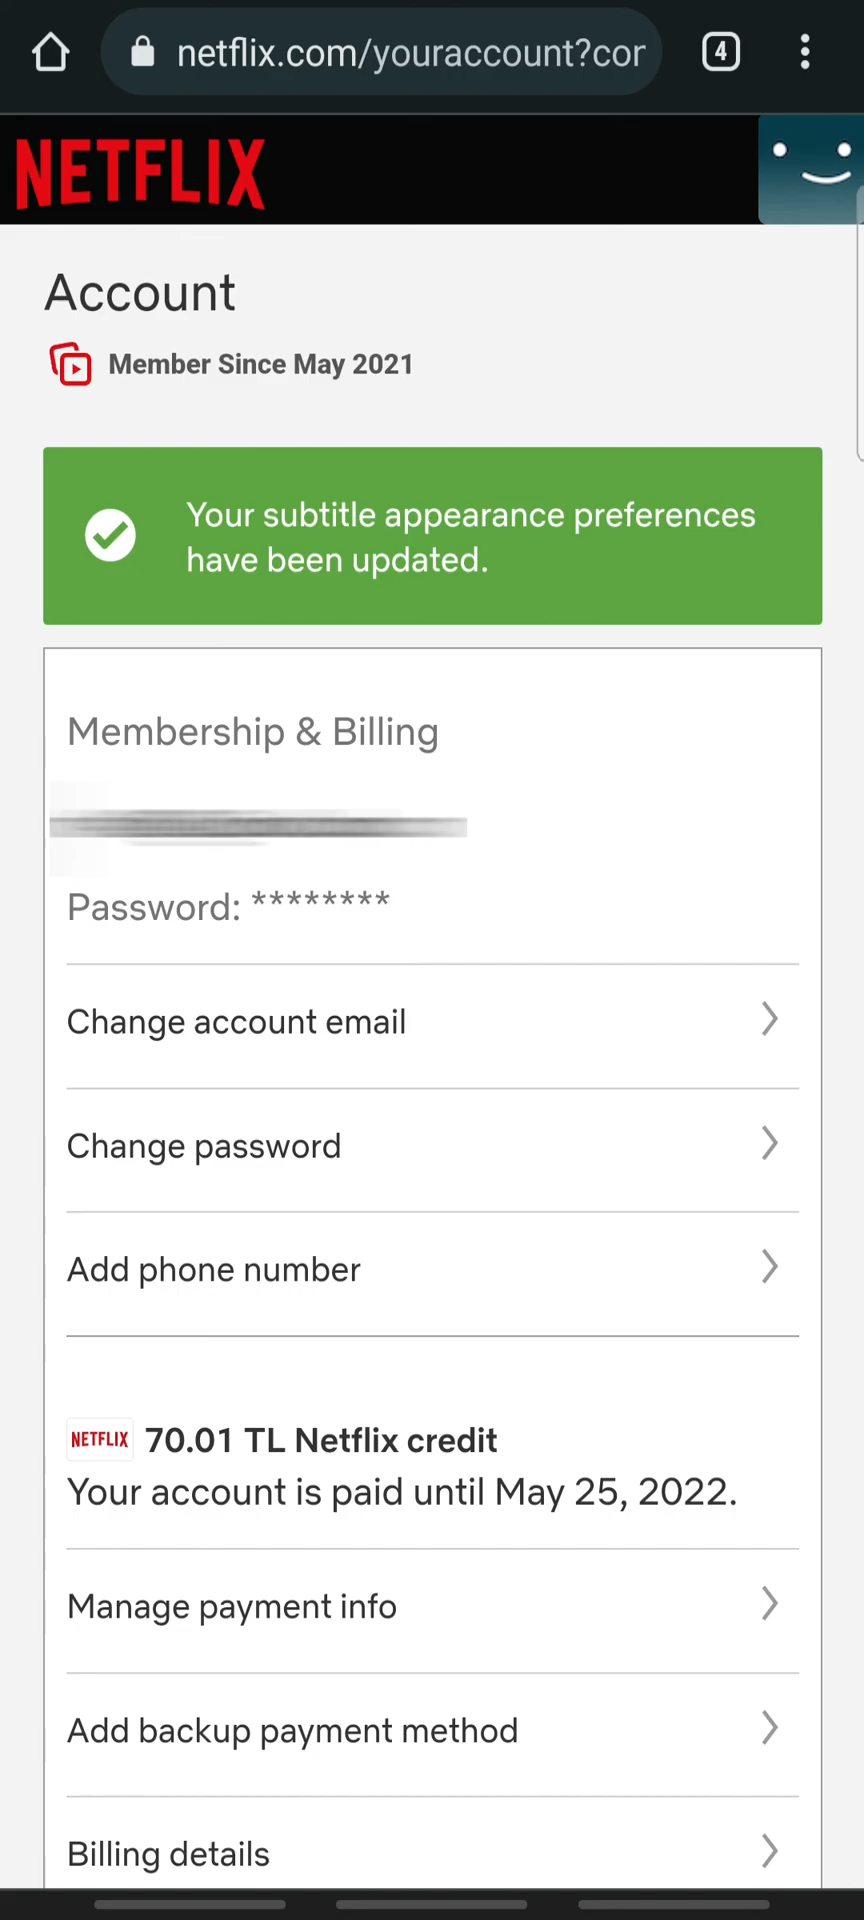 netflix.com/youraccount?cor
4
NETFLIX
Account
Member Since May 2021
Your subtitle appearance preferences
have been updated.
Membership & Billing
Password: ********
Change account email
Change password
Add phone number
NETFLIX 70.01 TL Netflix credit
Your account is paid until May 25, 2022.
Manage payment info
Add backup payment method
Billing details